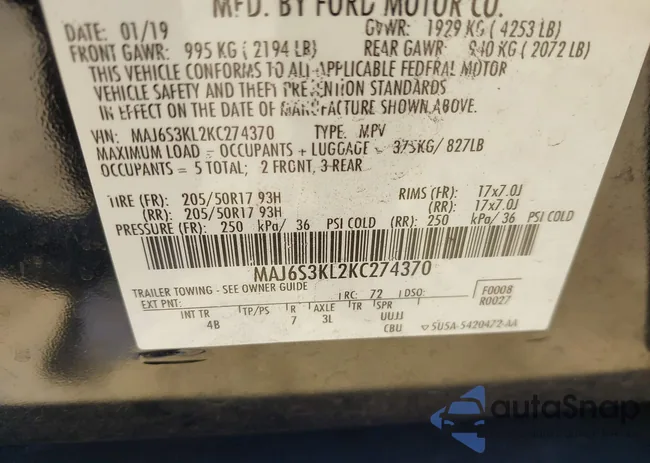 MFD. BY FORD MOTOR CO.
DATE: 01/19 GVWR: 1929 KG ( 4253 LB)
FRONT GAWR: 995 KG ( 2194 LB) REAR GAWR: 940 KG ( 2072 LB)
THIS VEHICLE CONFORMS TO ALL APPLICABLE FEDERAL MOTOR
VEHICLE SAFETY AND THEFT PREVENTION STANDARDS
IN EFFECT ON THE DATE OF MANUFACTURE SHOWN ABOVE.
VIN: MAJ6S3KL2KC274370 TYPE: MPV
MAXIMUM LOAD = OCCUPANTS + LUGGAGE = 375KG/ 827LB
OCCUPANTS = 5 TOTAL; 2 FRONT, 3-REAR
TIRE (FR): 205/50R17 93H RIMS (FR): 17x7.0J
(RR): 205/50R17 93H (RR): 17x7.0J
PRESSURE (FR): 250 kPa/ 36 PSI COLD (RR): 250 kPa/ 36 PSI COLD
MAJ6S3KL2KC274370
TRAILER TOWING - SEE OWNER GUIDE
EXT PNT: RC: 72 DSO: F0008
R0027
INT TR TP/PS R AXLE TR SPR
4B 7 3L UUJJ
CBU SU5A-5420472-AA
autoSnap